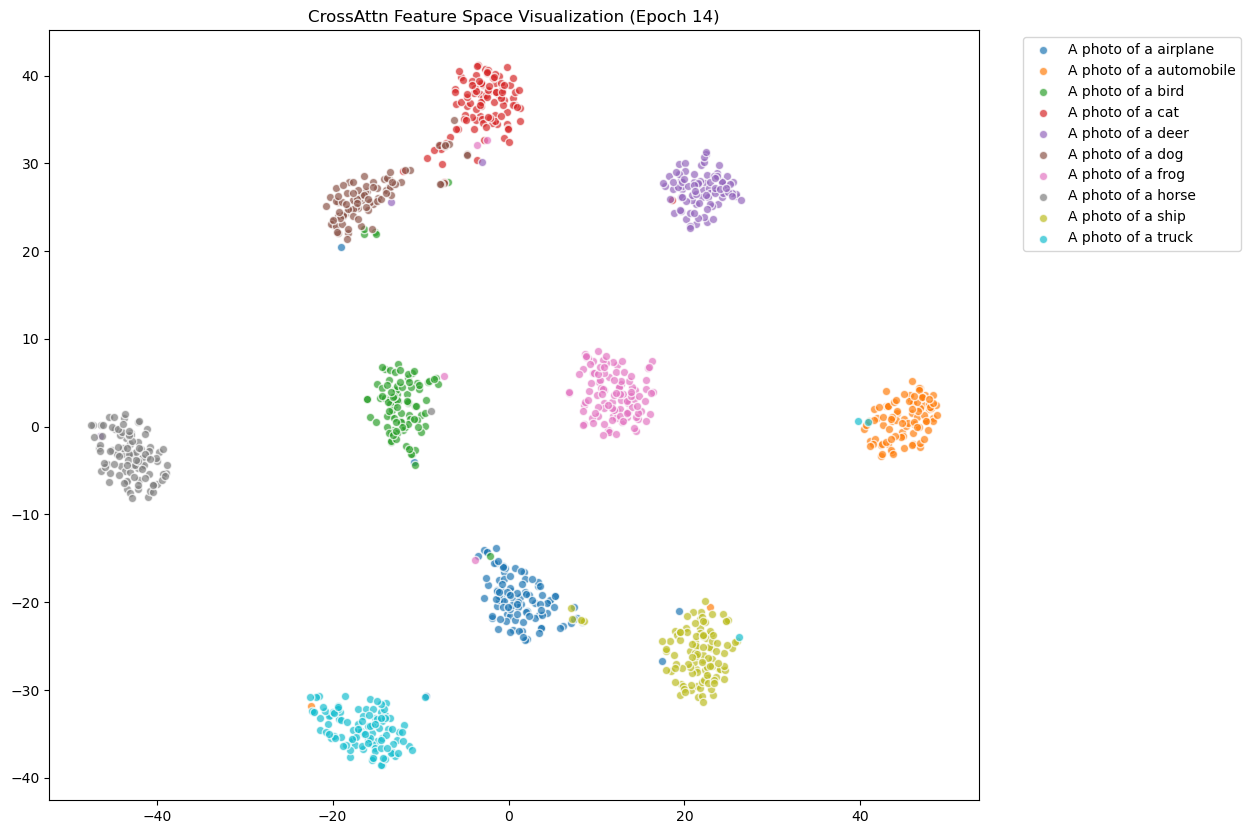 CrossAttn Feature Space Visualization (Epoch 14)
A photo of a airplane
A photo of a automobile
A photo of a bird
A photo of a cat
A photo of a deer
A photo of a dog
A photo of a frog
A photo of a horse
A photo of a ship
A photo of a truck
40
30
20
10
0
−10
−20
−30
−40
−40 −20 0 20 40